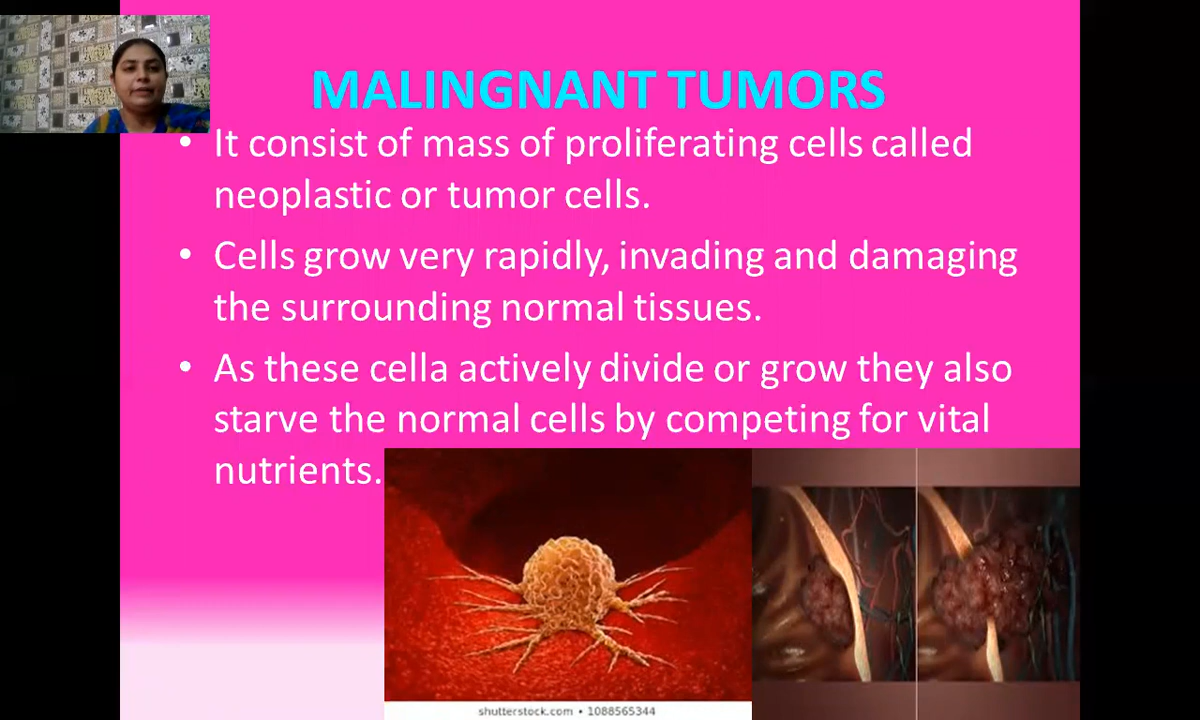 MALINGNANT TUMORS
• It consist of mass of proliferating cells called
neoplastic or tumor cells.
• Cells grow very rapidly, invading and damaging
the surrounding normal tissues.
• As these cella actively divide or grow they also
starve the normal cells by competing for vital
nutrients.
shutterstock.com • 1088565344